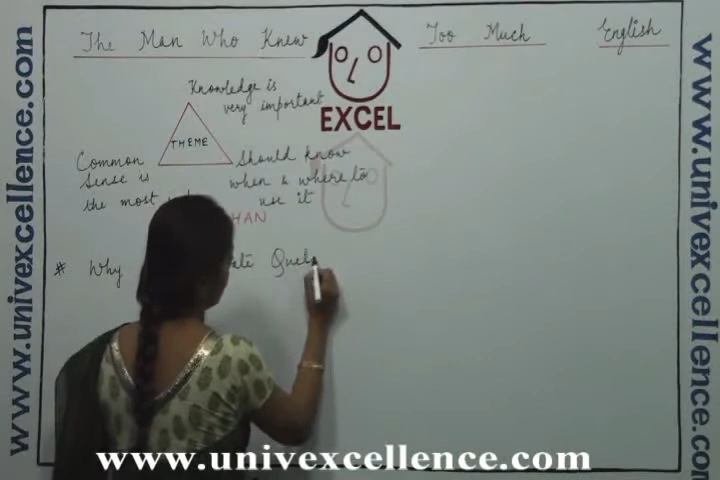 The Man Who Knew Too Much English
EXCEL
Knowledge is
very important
THEME
Common
Sense is
the most
Should know
when & where to
use it
HAN
* Why
www.univexcellence.com
www.univexcellence.com
www.univexcellence.com